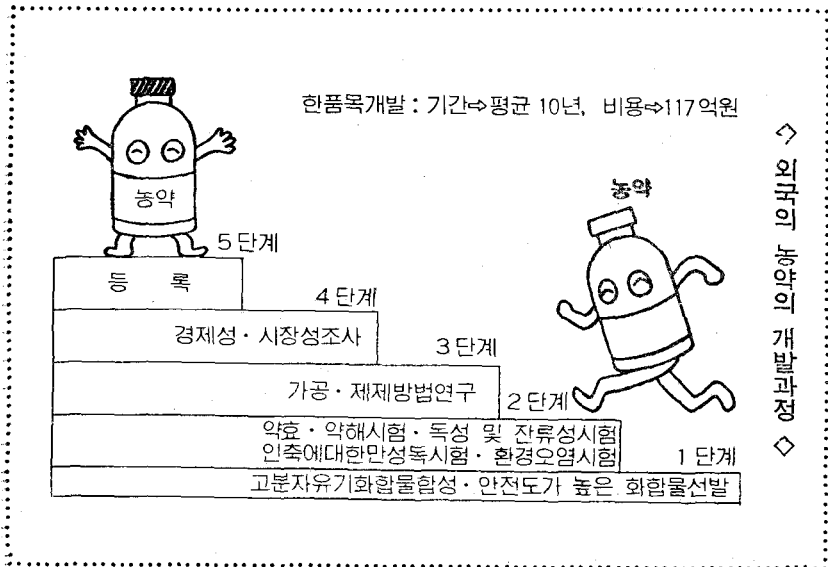 한품목개발 : 기간⇨평균 10년, 비용⇨117억원
◇ 외국의 농약의 개발과정 ◇
농약
농약
5단계
등 록
4단계
경제성·시장성조사
3단계
가공·제제방법연구
2단계
약효·약해시험·독성 및 잔류성시험
인축에대한만성독시험·환경오염시험
1단계
고분자유기화합물합성·안전도가 높은 화합물선발